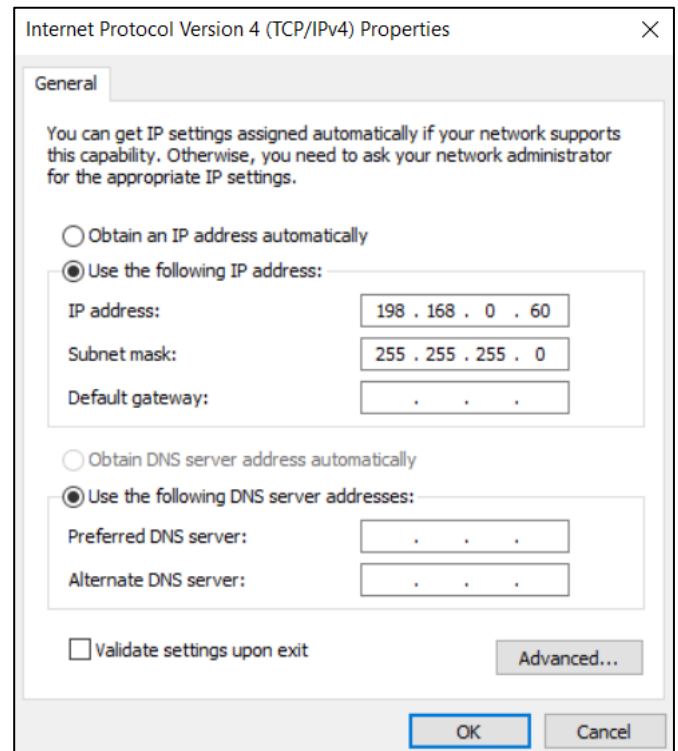 Internet Protocol Version 4 (TCP/IPv4) Properties
General
You can get IP settings assigned automatically if your network supports
this capability. Otherwise, you need to ask your network administrator
for the appropriate IP settings.
Obtain an IP address automatically
Use the following IP address:
IP address: 198 . 168 . 0 . 60
Subnet mask: 255 . 255 . 255 . 0
Default gateway: . . .
Obtain DNS server address automatically
Use the following DNS server addresses:
Preferred DNS server: . . .
Alternate DNS server: . . .
Validate settings upon exit Advanced...
OK Cancel